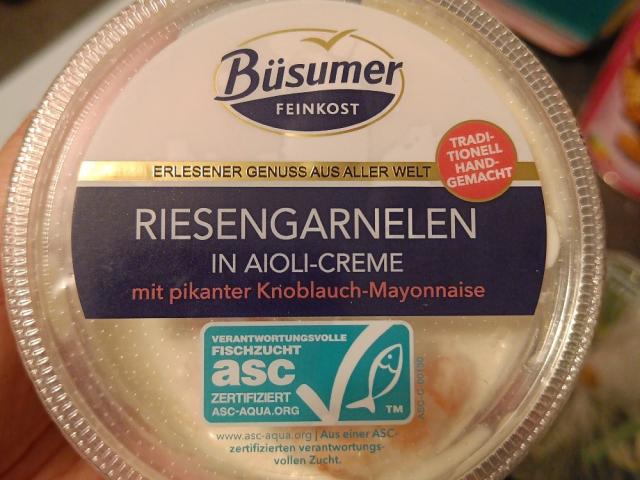 Büsumer
FEINKOST
ERLESENER GENUSS AUS ALLER WELT
TRADI-
TIONELL
HAND-
GEMACHT
RIESENGARNELEN
IN AIOLI-CREME
mit pikanter Knoblauch-Mayonnaise
VERANTWORTUNGSVOLLE
FISCHZUCHT
asc
ZERTIFIZIERT
ASC-AQUA.ORG
TM
www.asc-aqua.org | Aus einer ASC-
zertifizierten verantwortungs-
vollen Zucht.